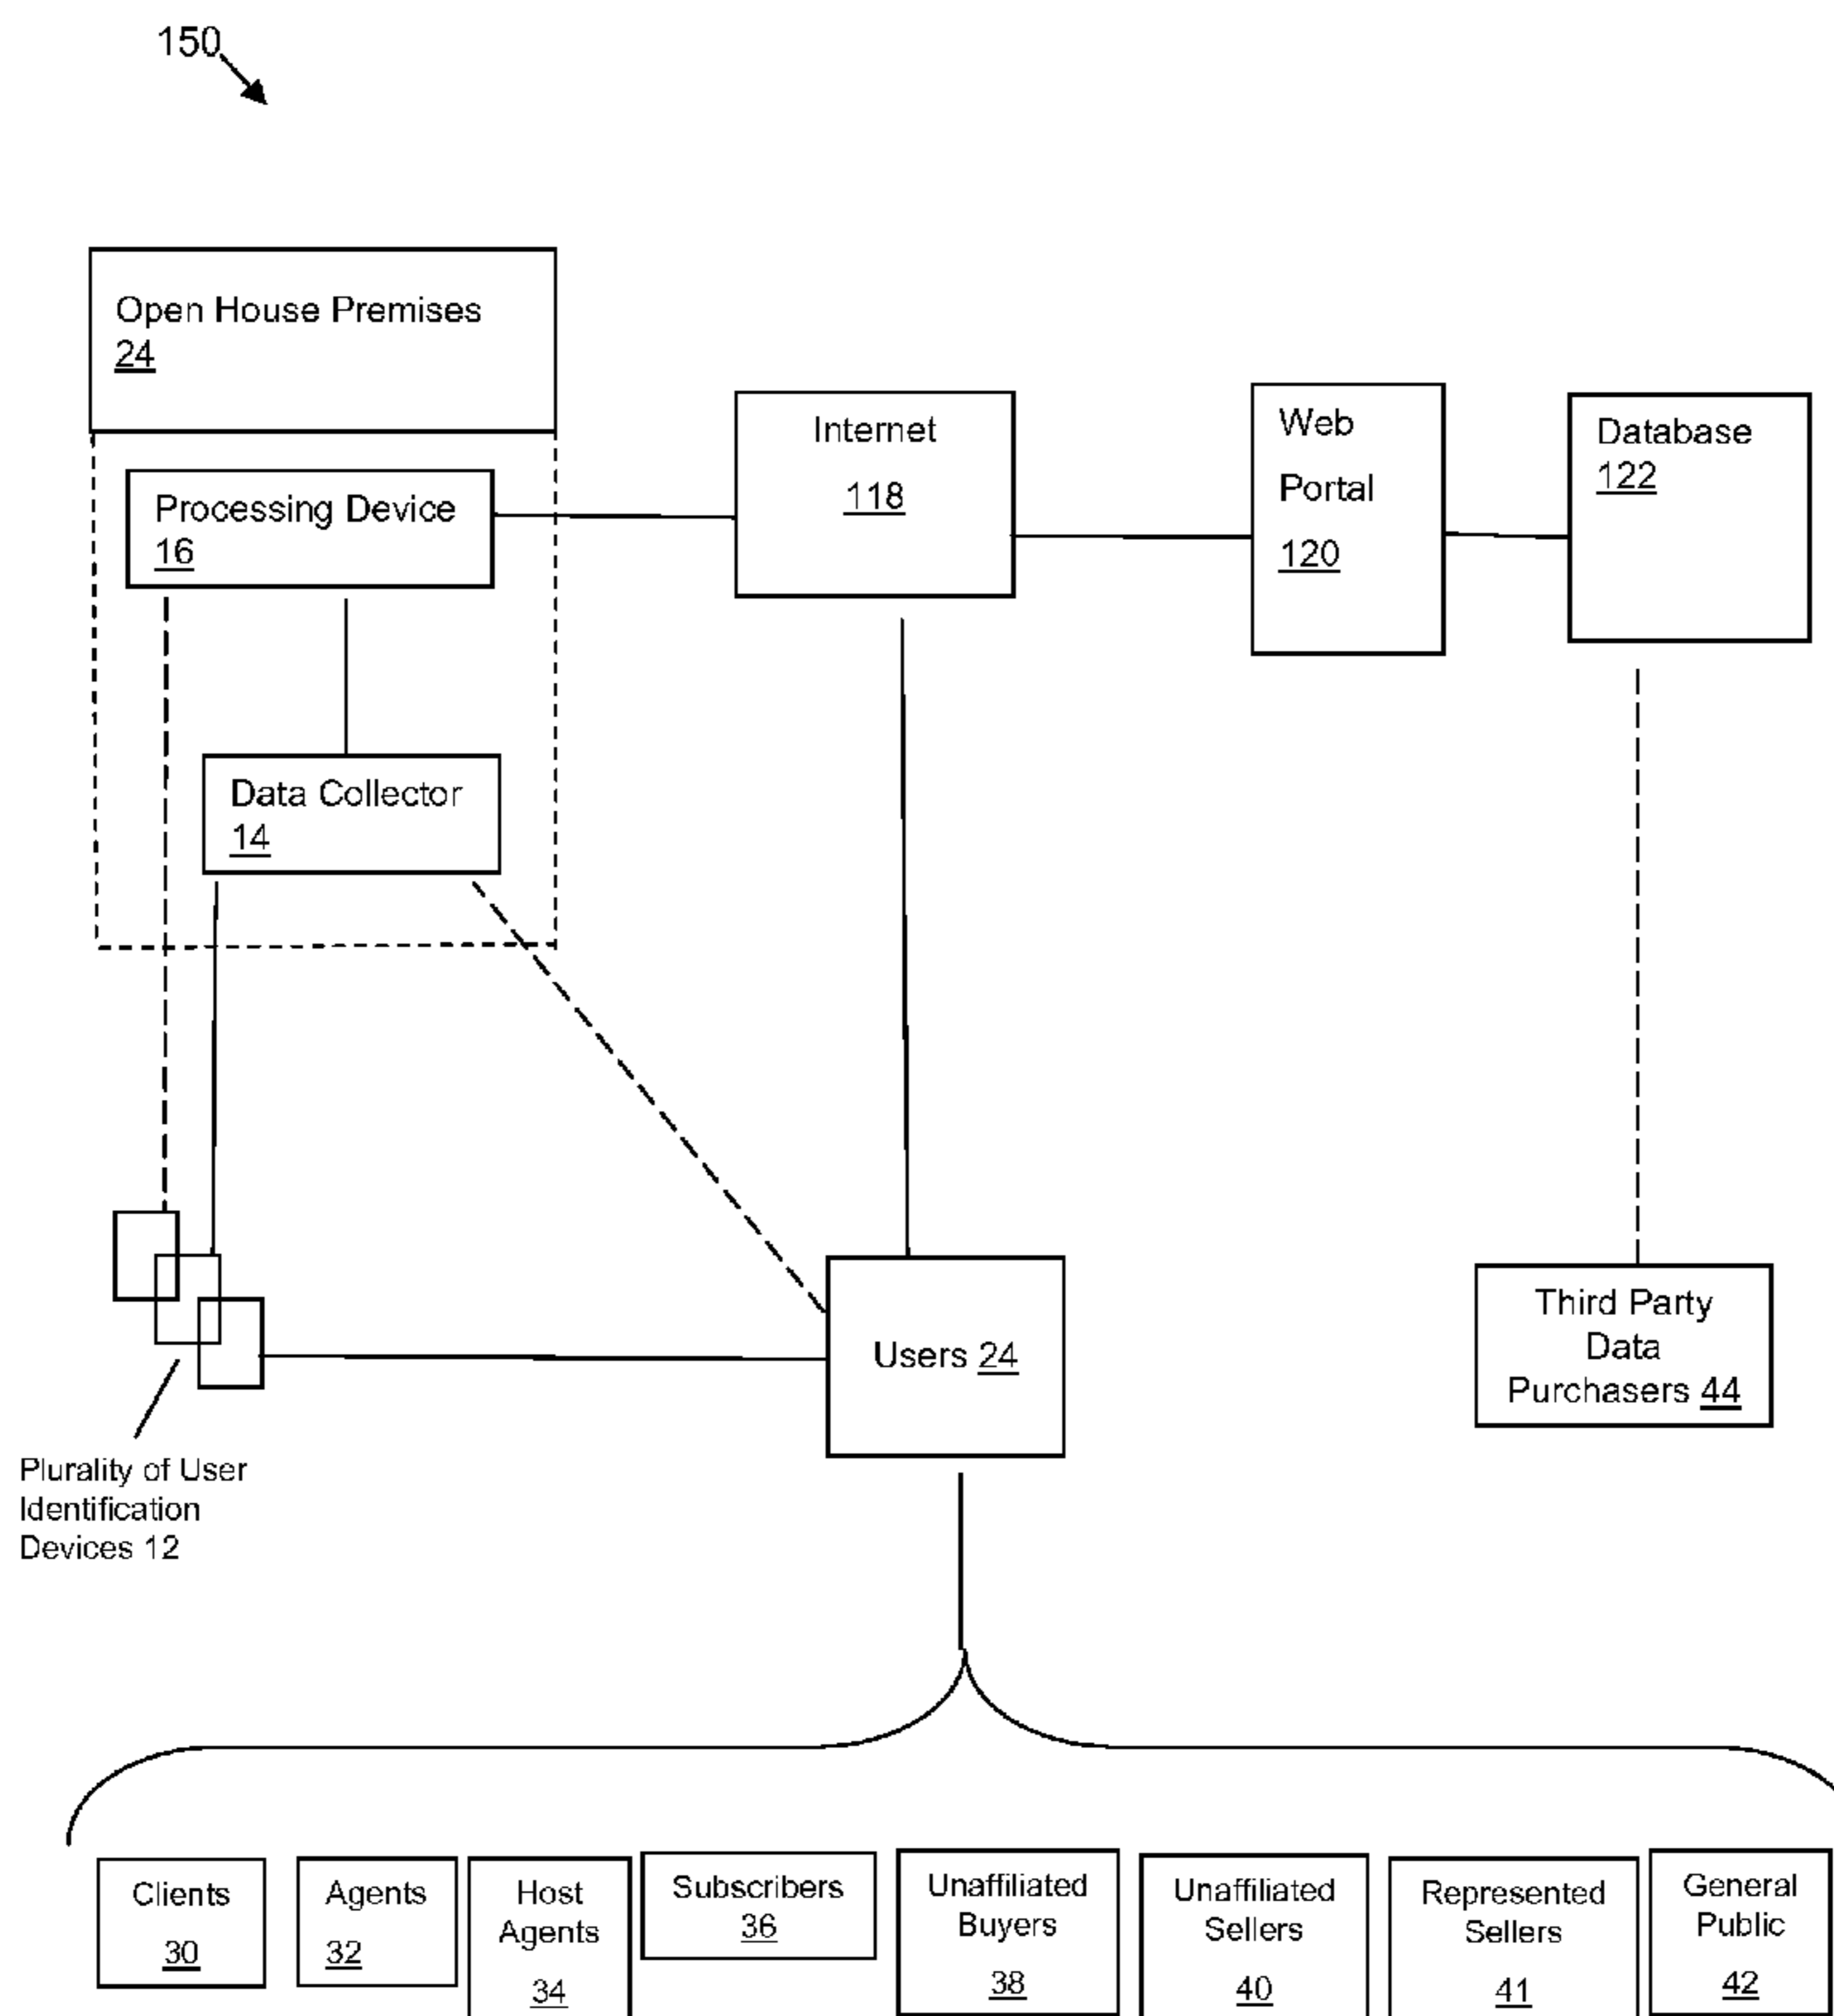 150
Open House Premises
24
Processing Device
16
Internet
118
Web
Portal
120
Database
122
Data Collector
14
Users 24
Third Party
Data
Purchasers 44
Plurality of User
Identification
Devices 12
Clients
30
Agents
32
Host
Agents
34
Subscribers
36
Unaffiliated
Buyers
38
Unaffiliated
Sellers
40
Represented
Sellers
41
General
Public
42